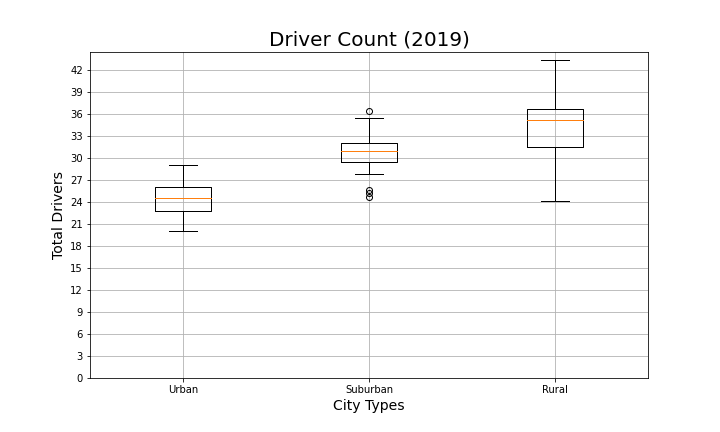 Driver Count (2019)
Total Drivers
42
39
36
33
30
27
24
21
18
15
12
9
6
3
0
Urban
Suburban
Rural
City Types